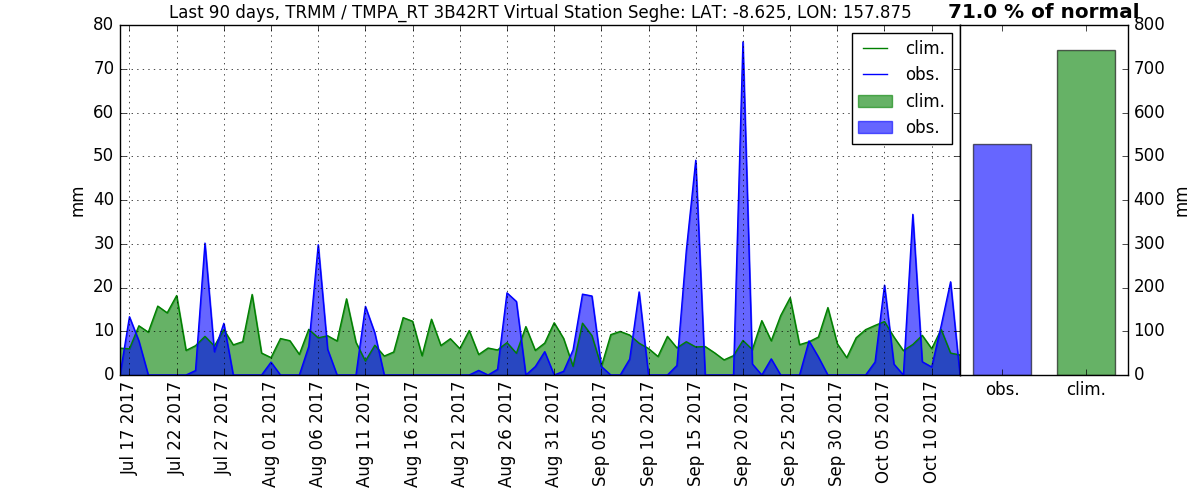 Last 90 days, TRMM / TMPA_RT 3B42RT Virtual Station Seghe: LAT: -8.625, LON: 157.875
71.0 % of normal
80
70
60
50
40
30
20
10
0
mm
clim.
obs.
clim.
obs.
800
700
600
500
400
300
200
100
0
mm
Jul 17 2017
Jul 22 2017
Jul 27 2017
Aug 01 2017
Aug 06 2017
Aug 11 2017
Aug 16 2017
Aug 21 2017
Aug 26 2017
Aug 31 2017
Sep 05 2017
Sep 10 2017
Sep 15 2017
Sep 20 2017
Sep 25 2017
Sep 30 2017
Oct 05 2017
Oct 10 2017
obs.
clim.